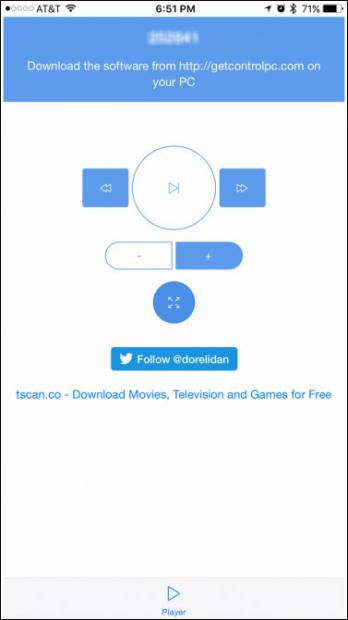 AT&T 6:51 PM 71%
Download the software from http://getcontrolpc.com on
your PC
- +
Follow @dorelidan
tscan.co - Download Movies, Television and Games for Free
Player